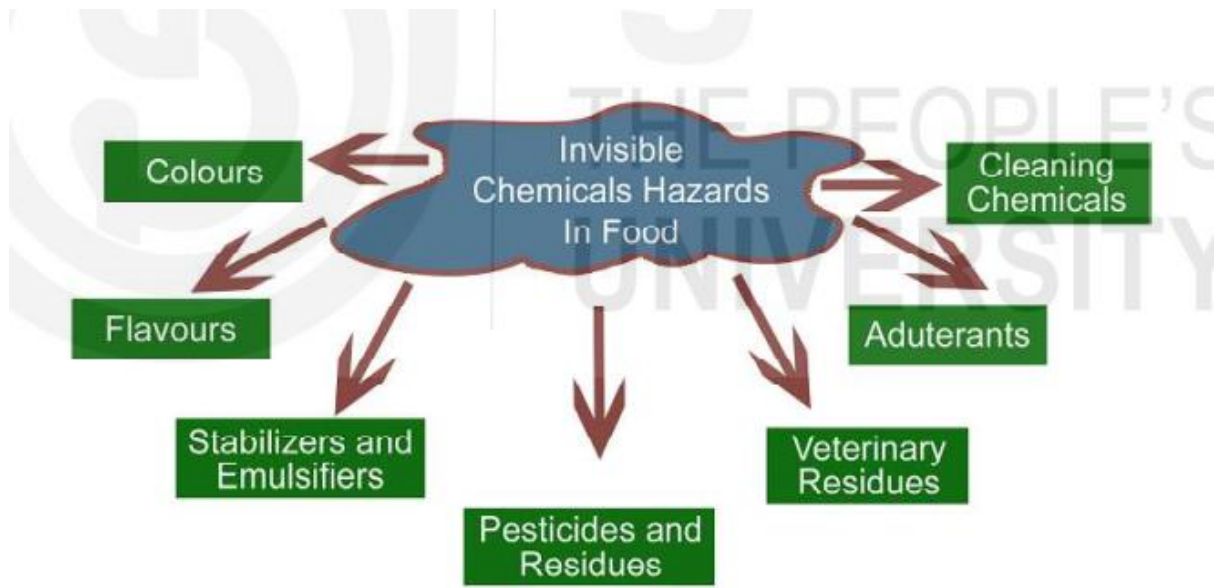 Invisible
Chemicals Hazards
In Food
Colours
Flavours
Stabilizers and
Emulsifiers
Pesticides and
Residues
Veterinary
Residues
Aduterants
Cleaning
Chemicals
THE PEOPLE'S
UNIVERSITY